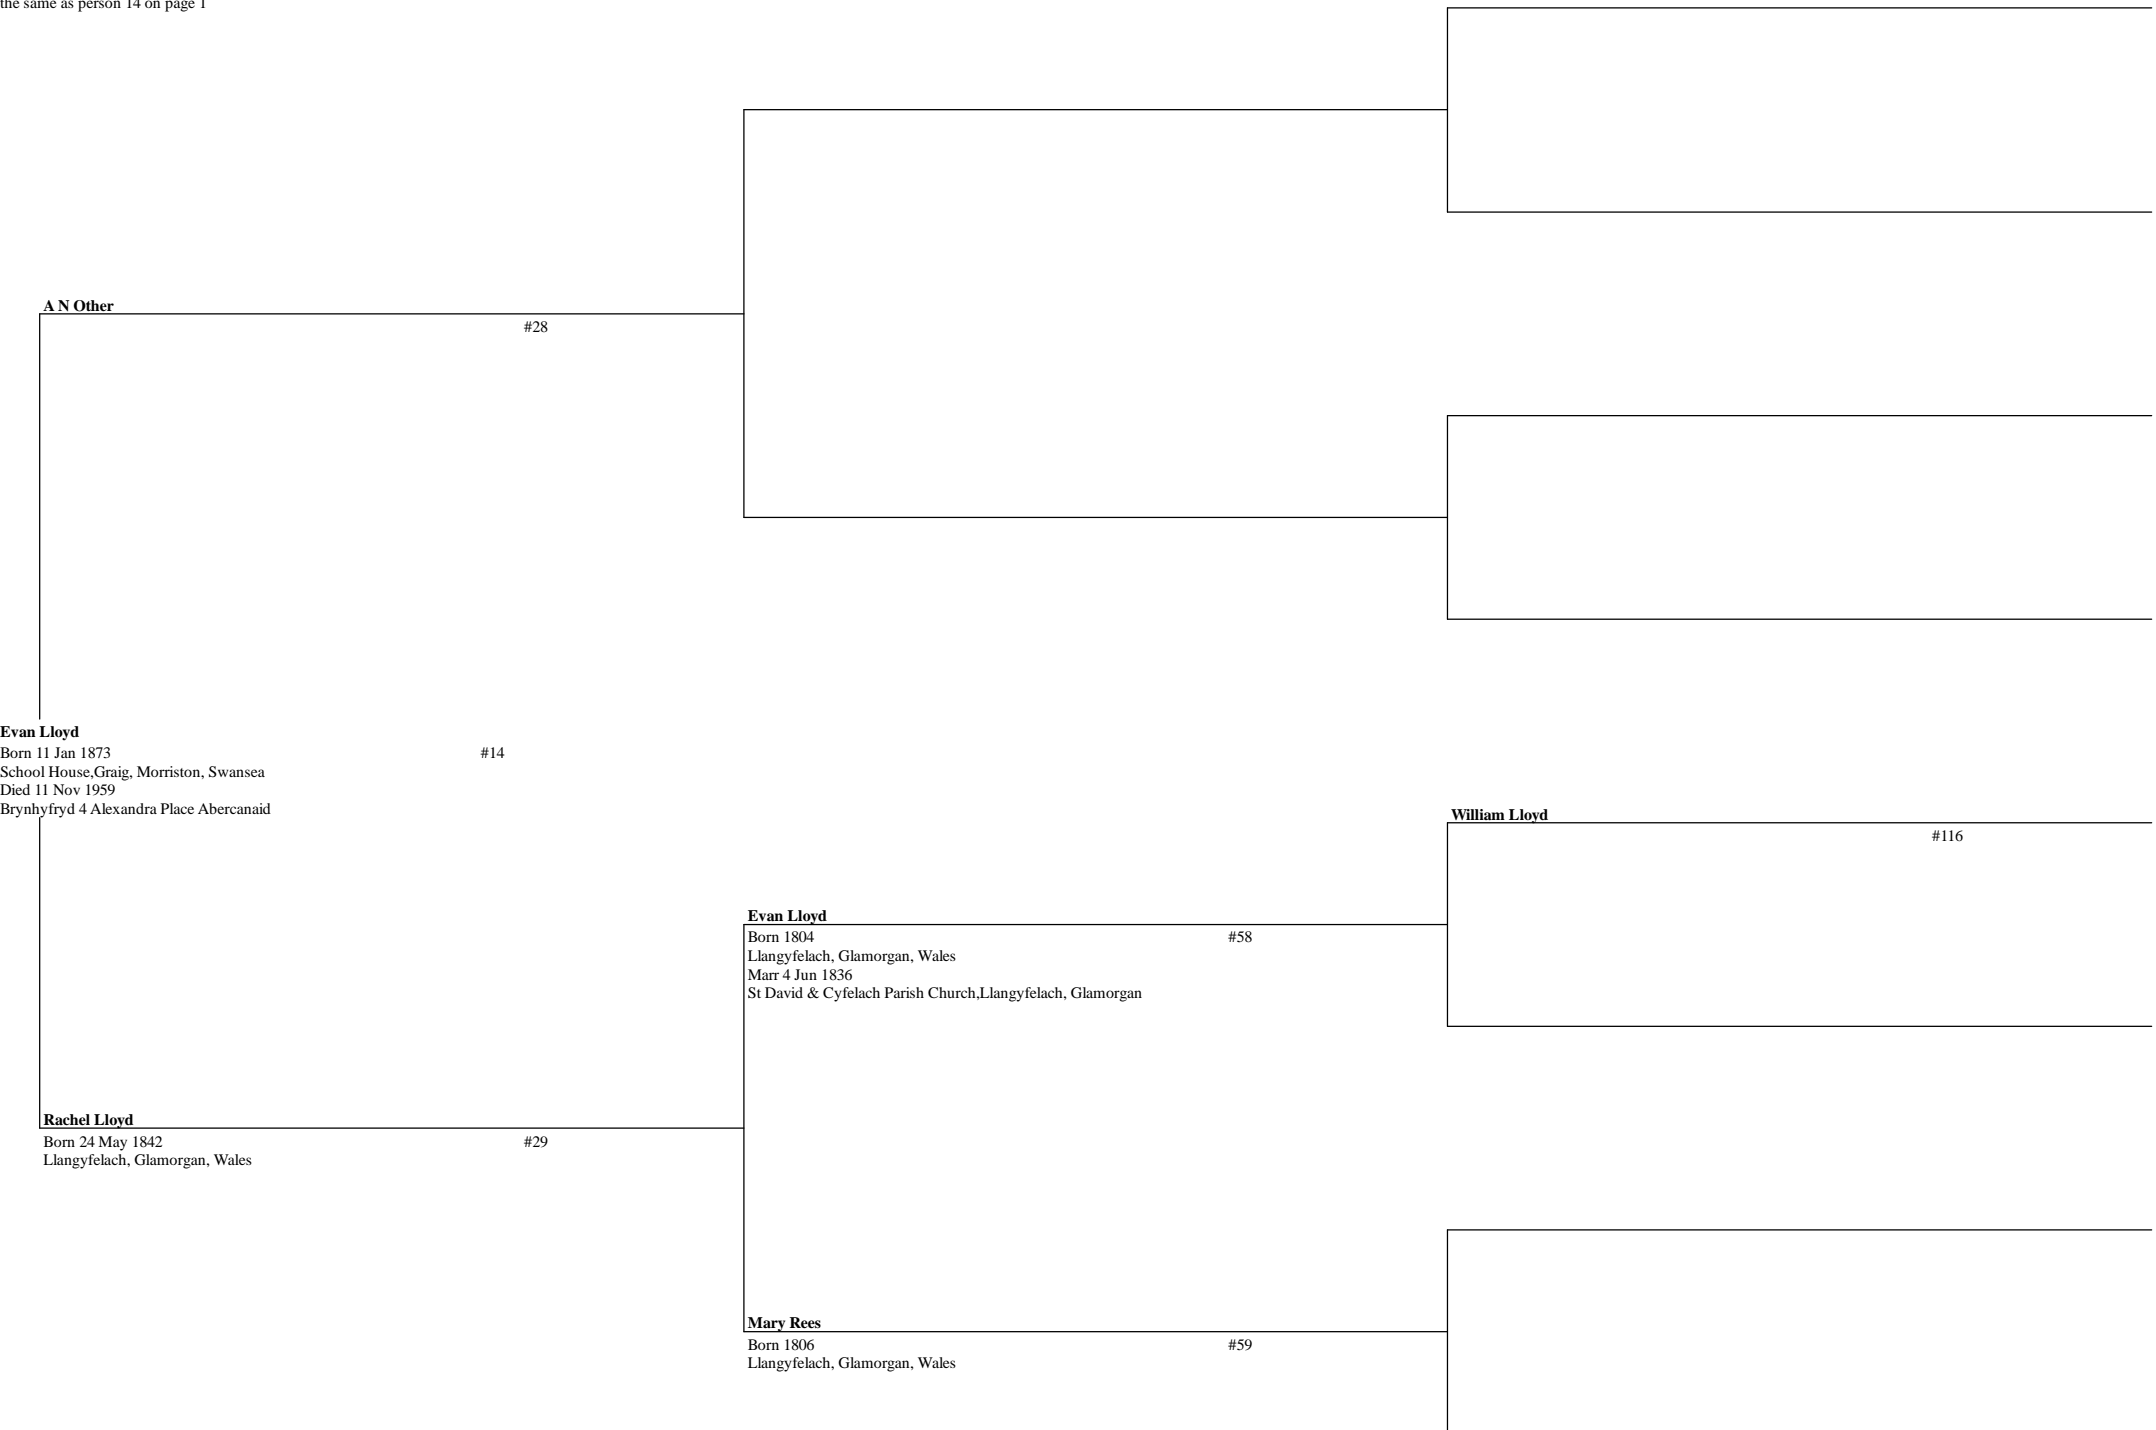 the same as person 14 on page 1
A N Other
#28
Evan Lloyd
Born 11 Jan 1873
#14
School House,Graig, Morriston, Swansea
Died 11 Nov 1959
Brynhyfryd 4 Alexandra Place Abercanaid
William Lloyd
#116
Evan Lloyd
Born 1804
#58
Llangyfelach, Glamorgan, Wales
Marr 4 Jun 1836
St David & Cyfelach Parish Church,Llangyfelach, Glamorgan
Rachel Lloyd
Born 24 May 1842
#29
Llangyfelach, Glamorgan, Wales
Mary Rees
Born 1806
#59
Llangyfelach, Glamorgan, Wales